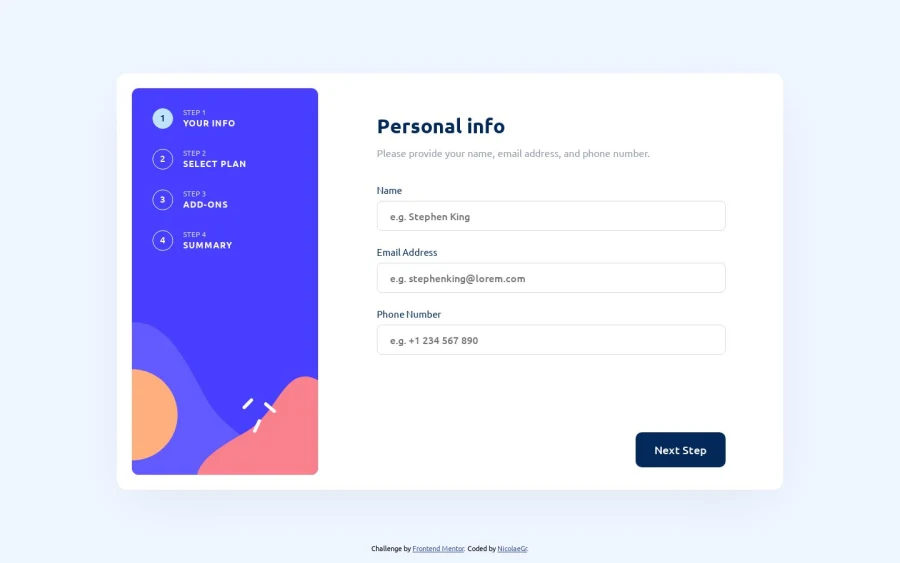 1
STEP 1
YOUR INFO
2
STEP 2
SELECT PLAN
3
STEP 3
ADD-ONS
4
STEP 4
SUMMARY
Personal info
Please provide your name, email address, and phone number.
Name
e.g. Stephen King
Email Address
e.g. stephenking@lorem.com
Phone Number
e.g. +1 234 567 890
Next Step
Challenge by Frontend Mentor. Coded by NicolaeGr.